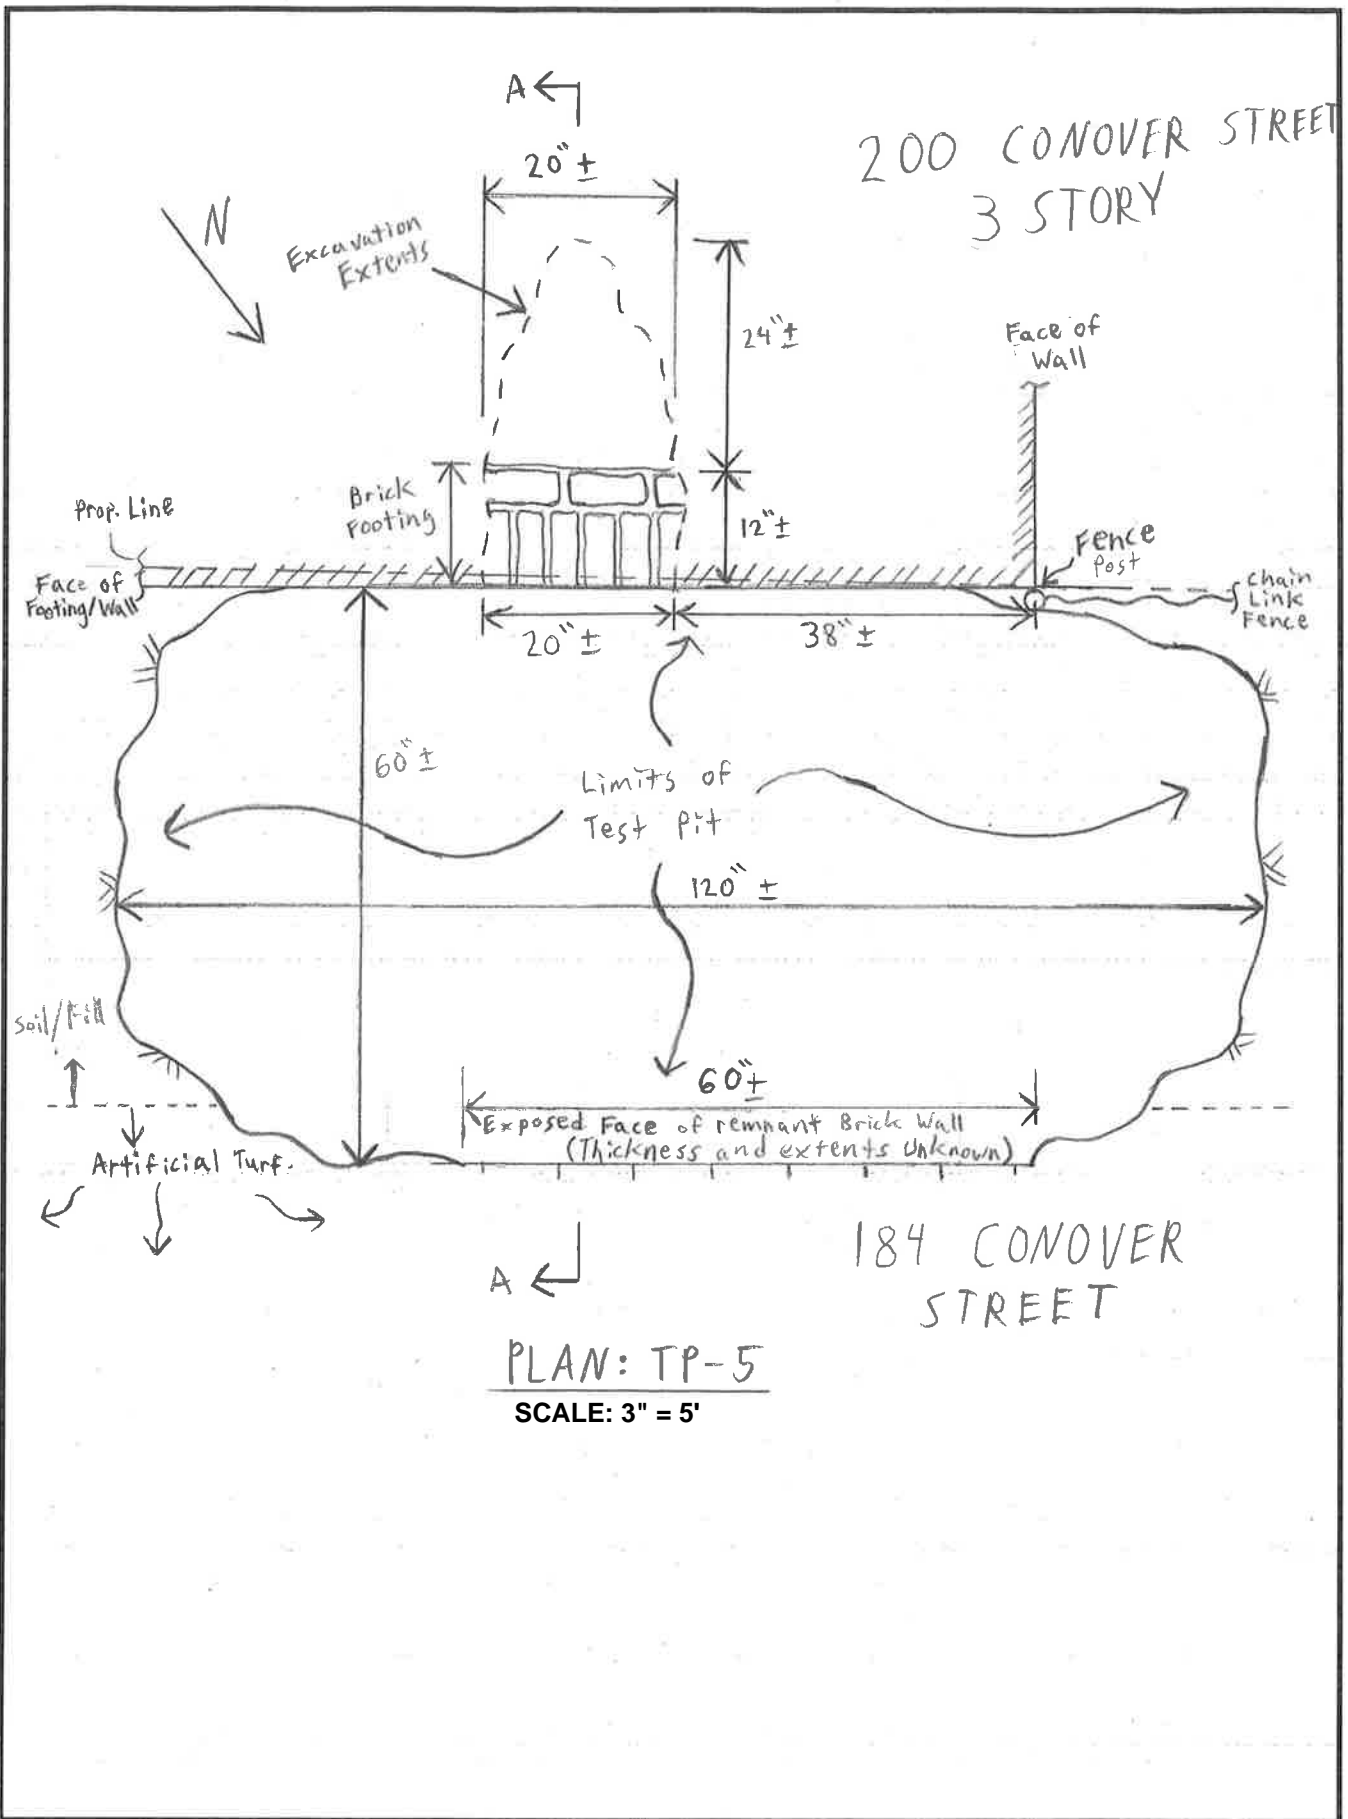 A
20"±
200 CONOVER STREET
3 STORY
N
Excavation
Extents
24"±
Face of
Wall
Brick
Footing
12"±
Prop. Line
Face of
Footing/Wall
Fence
Post
Chain
Link
Fence
20"±
38"±
60"±
Limits of
Test Pit
120"±
Soil/Fill
60"±
Exposed Face of remnant Brick Wall
(Thickness and extents Unknown)
Artificial Turf.
A
184 CONOVER
STREET
PLAN: TP-5
SCALE: 3" = 5'